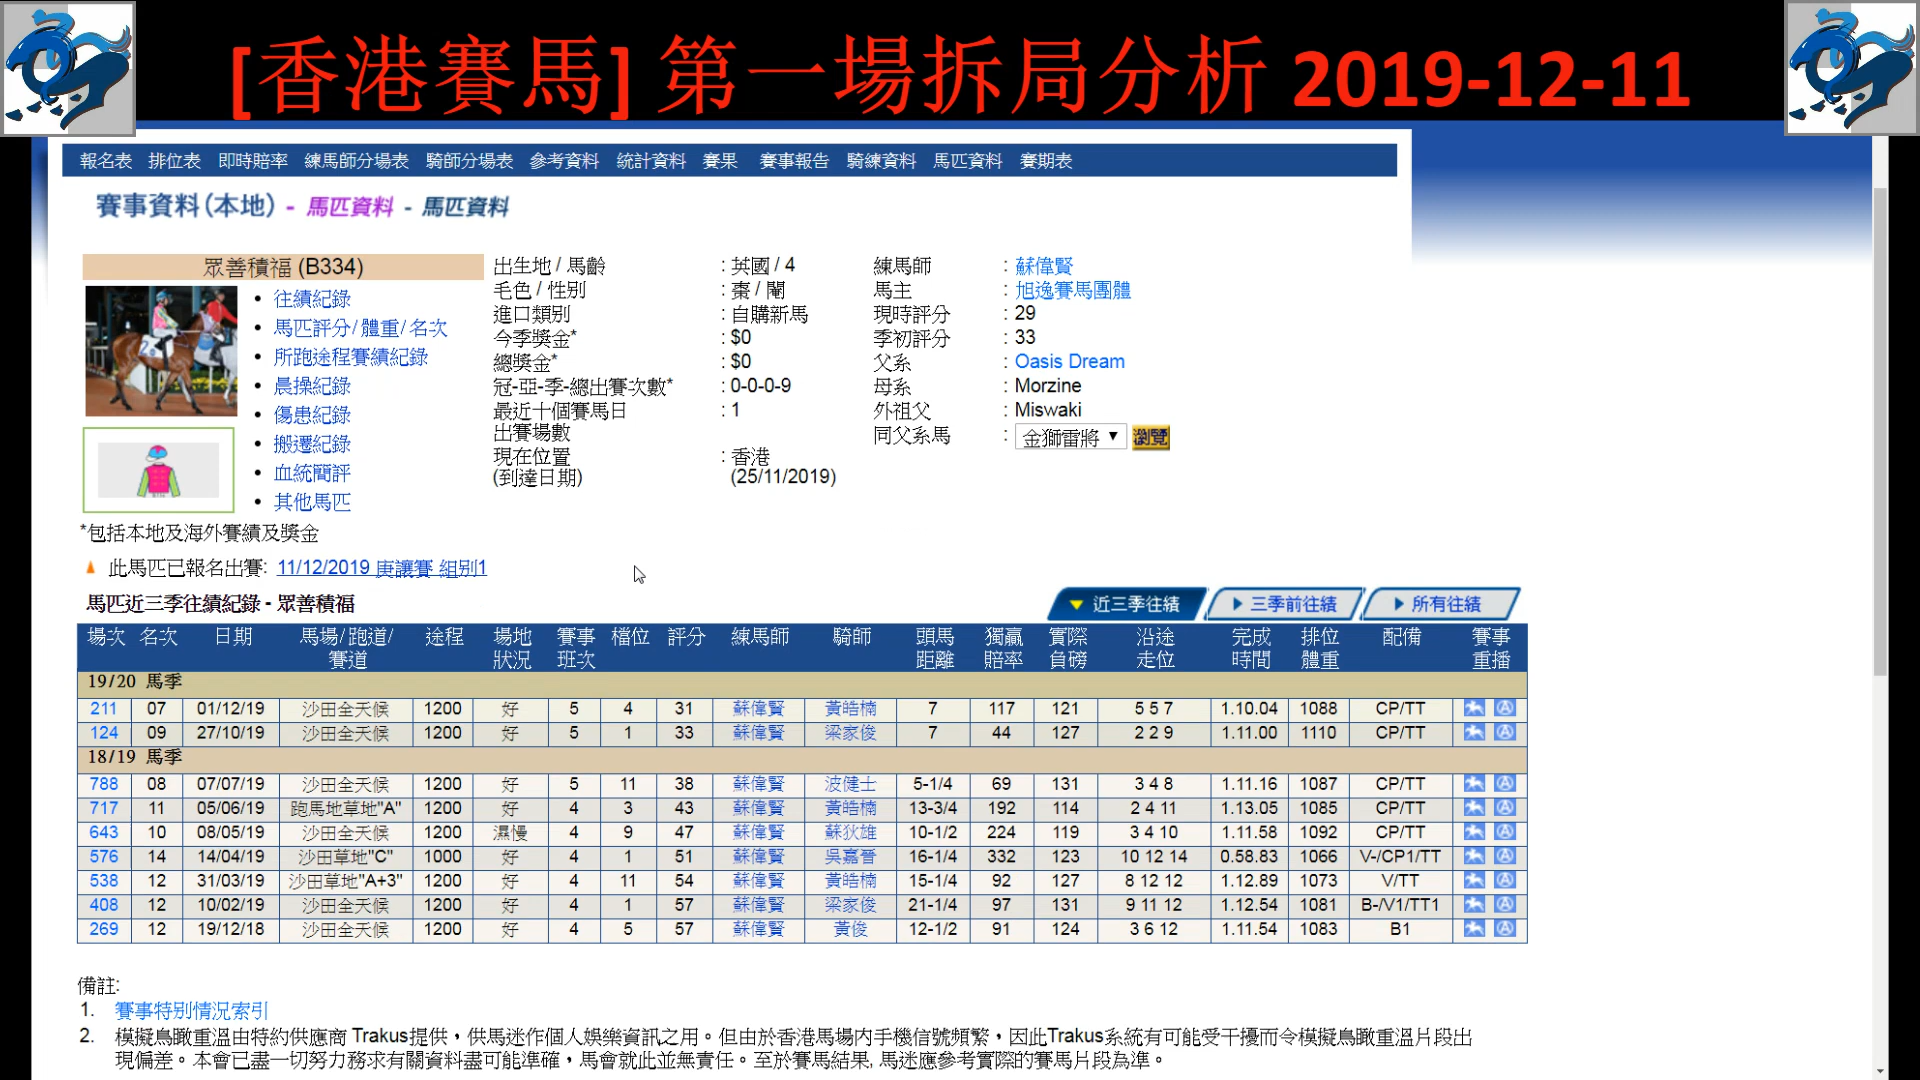 [香港賽馬] 第一場拆局分析 2019-12-11
報名表 排位表 即時賠率 練馬師分場表 騎師分場表 參考資料 統計資料 賽果 賽事報告 騎練資料 馬匹資料 賽期表
賽事資料(本地) - 馬匹資料 - 馬匹資料
眾善積福 (B334)
• 往績紀錄
• 馬匹評分/體重/名次
• 所跑途程賽績紀錄
• 晨操紀錄
• 傷患紀錄
• 搬遷紀錄
• 血統簡評
• 其他馬匹
出生地 / 馬齡 : 英國 / 4 練馬師 : 蘇偉賢
毛色 / 性別 : 棗 / 閹 馬主 : 旭逸賽馬團體
進口類別 : 自購新馬 現時評分 : 29
今季獎金* : $0 季初評分 : 33
總獎金* : $0 父系 : Oasis Dream
冠-亞-季-總出賽次數* : 0-0-0-9 母系 : Morzine
最近十個賽馬日 : 1 外祖父 : Miswaki
出賽場數 同父系馬 : 金獅雷將 ▼ 瀏覽
現在位置 : 香港
(到達日期) (25/11/2019)
*包括本地及海外賽績及獎金
此馬匹已報名出賽: 11/12/2019 庚讓賽 組别1
馬匹近三季往績紀錄 - 眾善積福 近三季往績 三季前往績 所有往績
場次 名次 日期 馬場/跑道/ 途程 場地 賽事 檔位 評分 練馬師 騎師 頭馬 獨贏 實際 沿途 完成 排位 配備 賽事
賽道 狀況 班次 距離 賠率 負磅 走位 時間 體重 重播
19/20 馬季
211 07 01/12/19 沙田全天候 1200 好 5 4 31 蘇偉賢 黃皓楠 7 117 121 5 5 7 1.10.04 1088 CP/TT
124 09 27/10/19 沙田全天候 1200 好 5 1 33 蘇偉賢 梁家俊 7 44 127 2 2 9 1.11.00 1110 CP/TT
18/19 馬季
788 08 07/07/19 沙田全天候 1200 好 5 11 38 蘇偉賢 波健士 5-1/4 69 131 3 4 8 1.11.16 1087 CP/TT
717 11 05/06/19 跑馬地草地"A" 1200 好 4 3 43 蘇偉賢 黃皓楠 13-3/4 192 114 2 4 11 1.13.05 1085 CP/TT
643 10 08/05/19 沙田全天候 1200 濕慢 4 9 47 蘇偉賢 蘇狄雄 10-1/2 224 119 3 4 10 1.11.58 1092 CP/TT
576 14 14/04/19 沙田草地"C" 1000 好 4 1 51 蘇偉賢 吳嘉晉 16-1/4 332 123 10 12 14 0.58.83 1066 V-/CP1/TT
538 12 31/03/19 沙田草地"A+3" 1200 好 4 11 54 蘇偉賢 黃皓楠 15-1/4 92 127 8 12 12 1.12.89 1073 V/TT
408 12 10/02/19 沙田全天候 1200 好 4 1 57 蘇偉賢 梁家俊 21-1/4 97 131 9 11 12 1.12.54 1081 B-/V1/TT1
269 12 19/12/18 沙田全天候 1200 好 4 5 57 蘇偉賢 黃俊 12-1/2 91 124 3 6 12 1.11.54 1083 B1
備註:
1. 賽事特別情況索引
2. 模擬鳥瞰重溫由特約供應商 Trakus提供，供馬迷作個人娛樂資訊之用。但由於香港馬場内手機信號頻繁，因此Trakus系統有可能受干擾而令模擬鳥瞰重溫片段出
現偏差。本會已盡一切努力務求有關資料盡可能準確，馬會就此並無責任。至於賽馬結果, 馬迷應參考實際的賽馬片段為準。